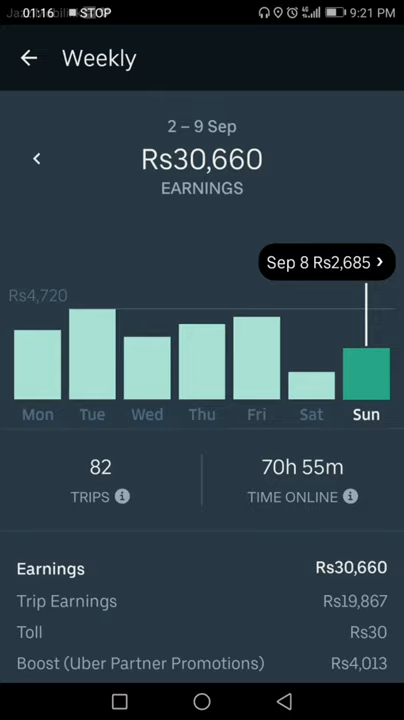 01:16 STOP 9:21 PM
Weekly
2 – 9 Sep
Rs30,660
EARNINGS
Sep 8 Rs2,685
Rs4,720
Mon Tue Wed Thu Fri Sat Sun
82 70h 55m
TRIPS TIME ONLINE
Earnings Rs30,660
Trip Earnings Rs19,867
Toll Rs30
Boost (Uber Partner Promotions) Rs4,013